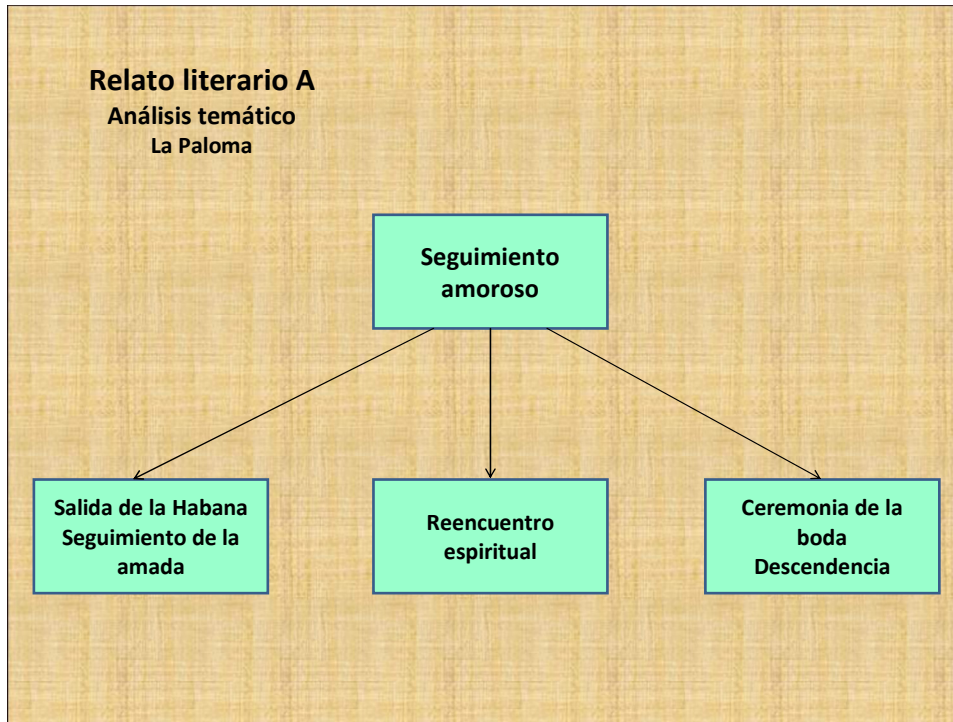 Relato literario A
Análisis temático
La Paloma
Seguimiento
amoroso
Salida de la Habana
Seguimiento de la
amada
Reencuentro
espiritual
Ceremonia de la
boda
Descendencia